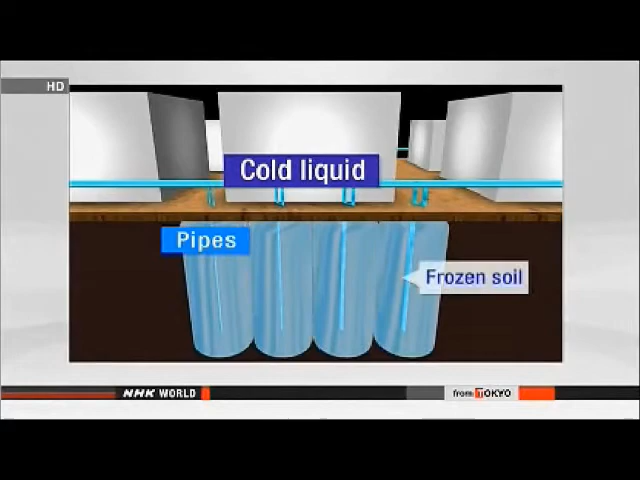 HD
Cold liquid
Pipes
Frozen soil
NHK WORLD
from TOKYO